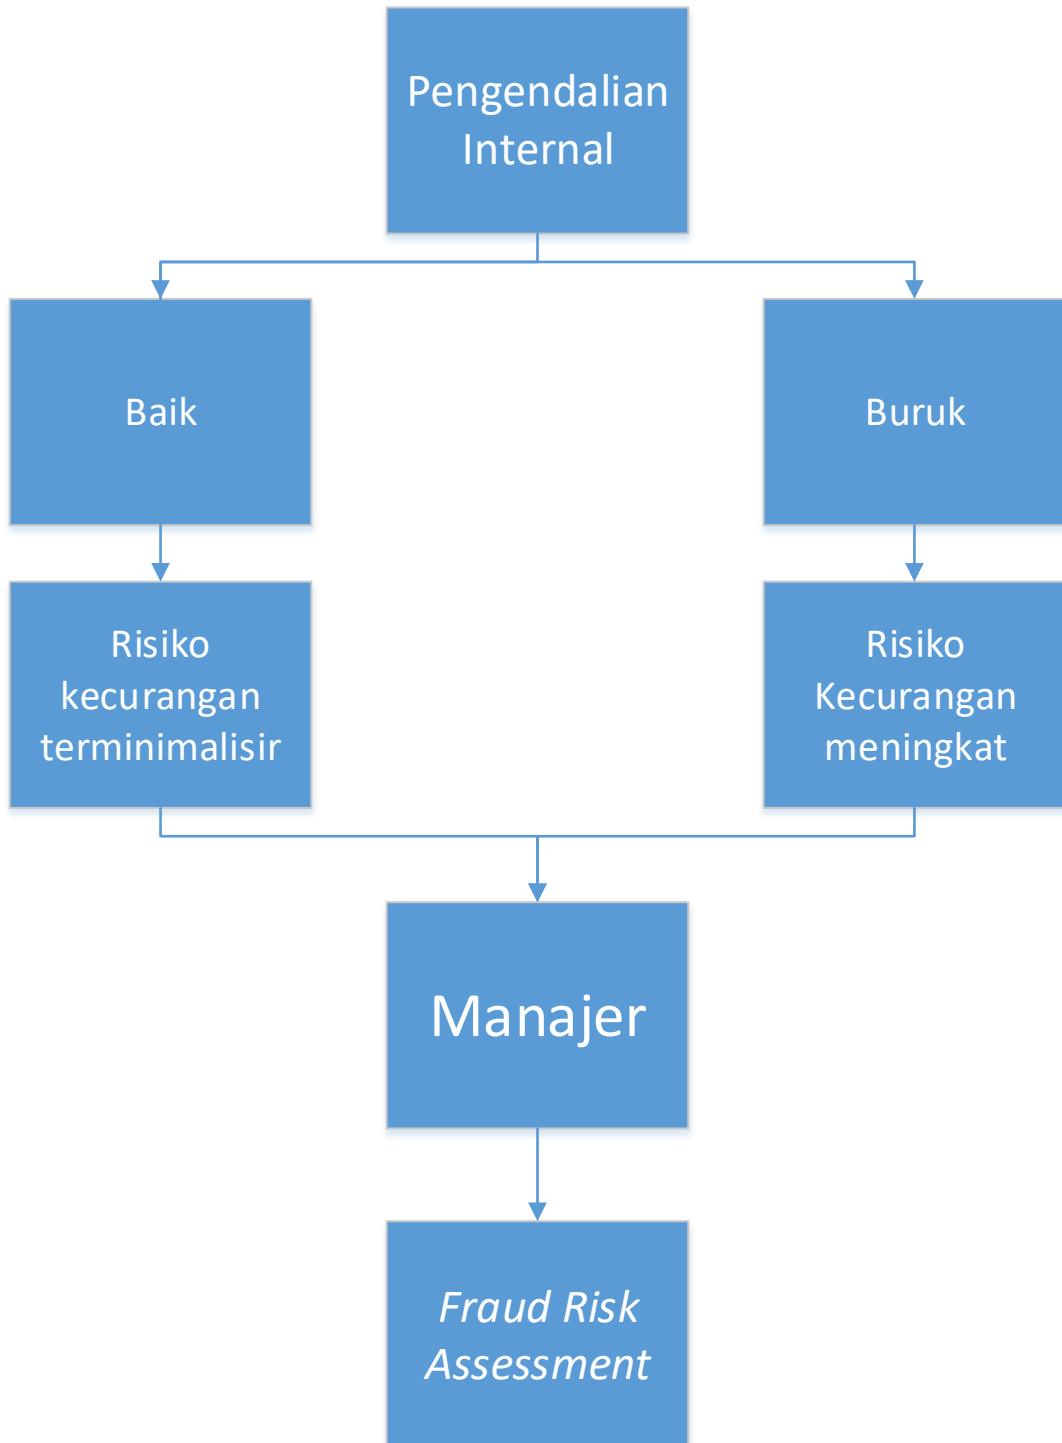 Pengendalian
Internal
Baik
Buruk
Risiko
kecurangan
terminimalisir
Risiko
Kecurangan
meningkat
Manajer
Fraud Risk
Assessment